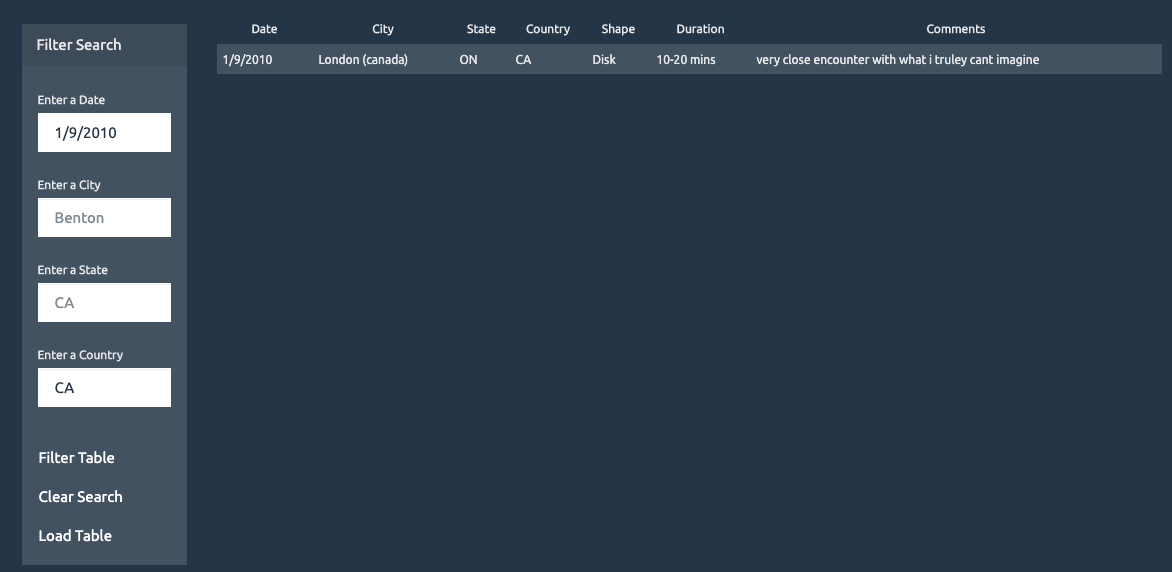 Filter Search
Enter a Date
1/9/2010
Enter a City
Benton
Enter a State
CA
Enter a Country
CA
Filter Table
Clear Search
Load Table
Date City State Country Shape Duration Comments
1/9/2010 London (canada) ON CA Disk 10-20 mins very close encounter with what i truley cant imagine